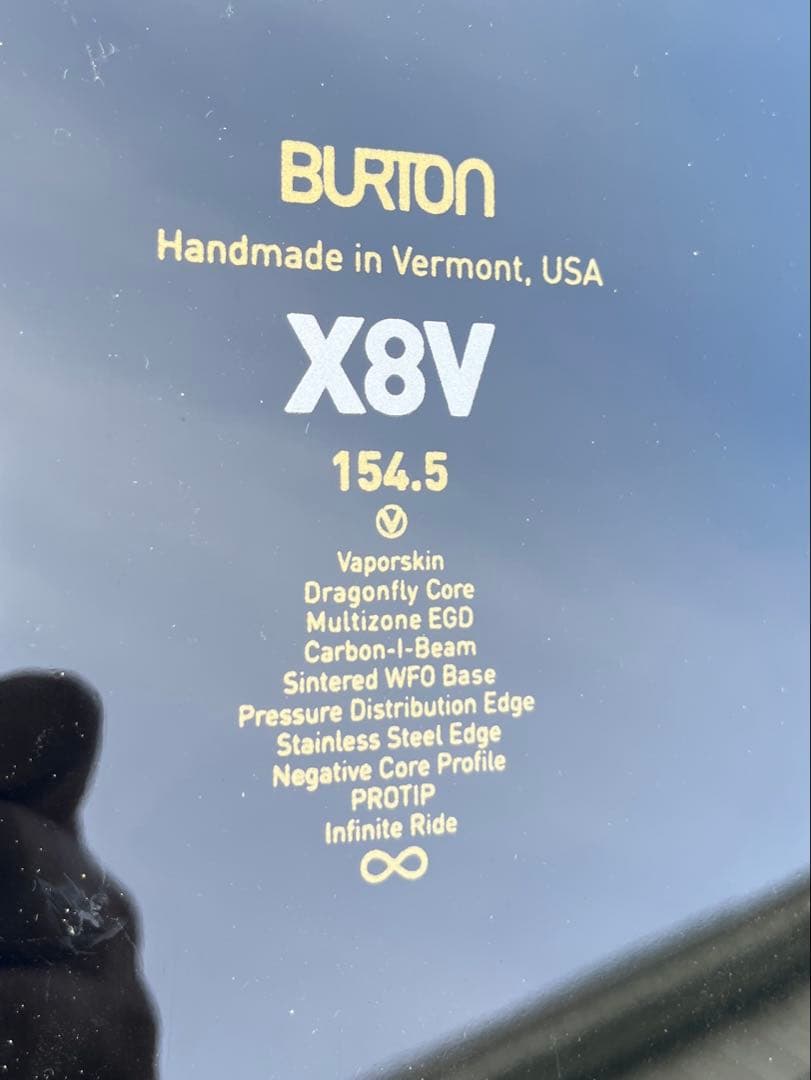 BURTON
Handmade in Vermont, USA
X8V
154.5
V
Vaporskin
Dragonfly Core
Multizone EGD
Carbon-I-Beam
Sintered WFO Base
Pressure Distribution Edge
Stainless Steel Edge
Negative Core Profile
PROTIP
Infinite Ride
∞